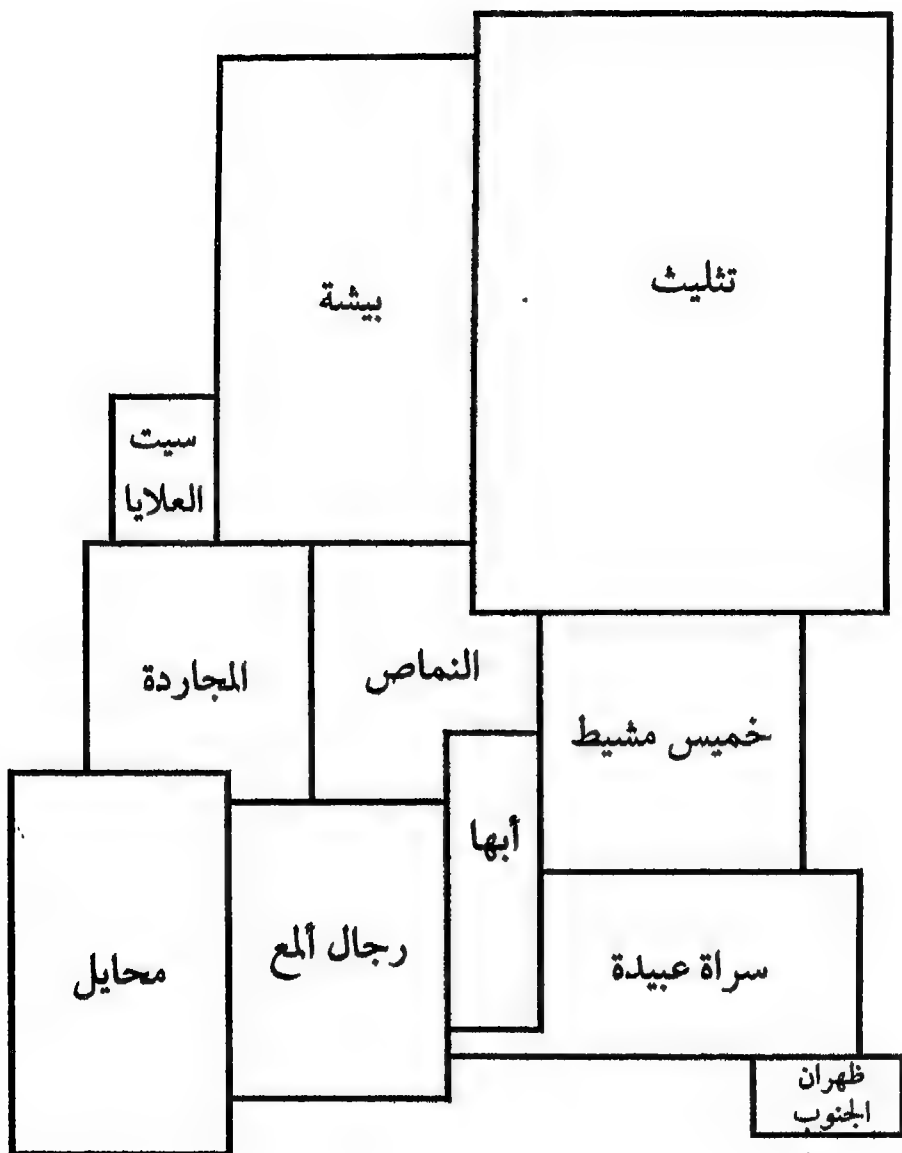 تثليث
بيشة
سيت
العلايا
النماص
المجاردة
خميس مشيط
أبها
رجال ألمع
سراة عبيدة
محايل
ظهران
الجنوب